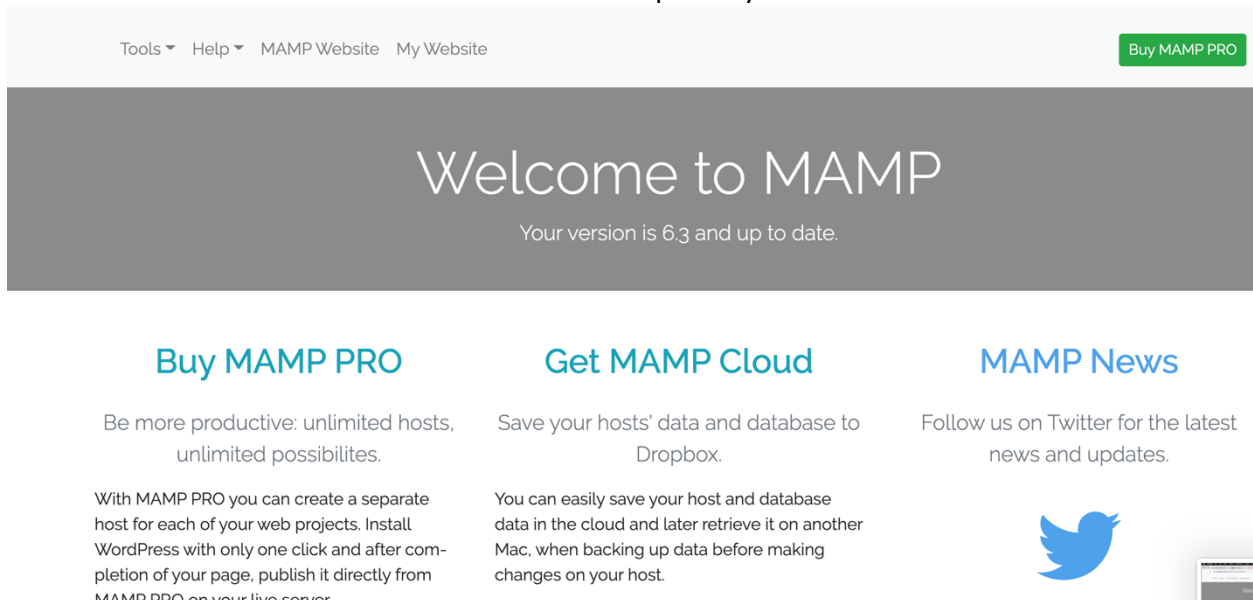 Tools Help MAMP Website My Website Buy MAMP PRO
Welcome to MAMP
Your version is 6.3 and up to date.
Buy MAMP PRO
Be more productive: unlimited hosts,
unlimited possibilites.
With MAMP PRO you can create a separate
host for each of your web projects. Install
WordPress with only one click and after com-
pletion of your page, publish it directly from
MAMP PRO on your live server.
Get MAMP Cloud
Save your hosts' data and database to
Dropbox.
You can easily save your host and database
data in the cloud and later retrieve it on another
Mac, when backing up data before making
changes on your host.
MAMP News
Follow us on Twitter for the latest
news and updates.